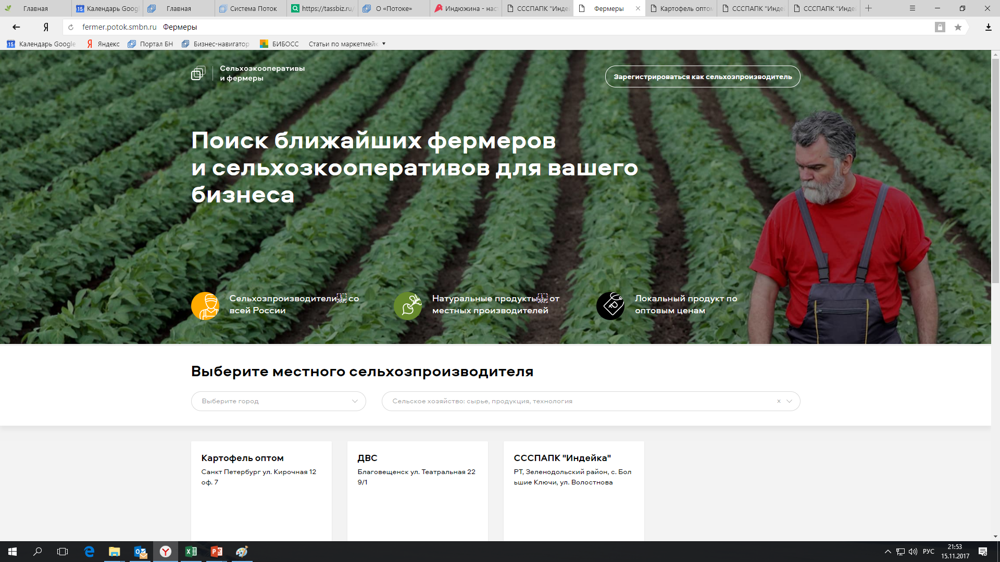 Главная
Календарь Goog
Главная
Система Поток
https://tassbiz.ru/
О «Потоке»
Индюжина - нас
СССПАПК "Инде
Фермеры
Картофель опто
СССПАПК "Инде
СССПАПК "Инде
Я
fermer.potok.smbn.ru Фермеры
15 Календарь Google
Я Яндекс
Портал БН
Бизнес-навигатор
БИБОСС
Статьи по маркетмейк
Сельхозкооперативы
и фермеры
Зарегистрироваться как сельхозпроизводитель
Поиск ближайших фермеров
и сельхозкооперативов для вашего
бизнеса
Сельхозпроизводители LSEP со
всей России
Натуральные продукты LSEP от
местных производителей
Локальный продукт по
оптовым ценам
Выберите местного сельхозпроизводителя
Выберите город
Сельское хозяйство: сырье, продукция, технология x
Картофель оптом
Санкт Петербург ул. Кирочная 12
оф. 7
ДВС
Благовещенск ул. Театральная 22
9/1
СССПАПК "Индейка"
РТ, Зеленодольский район, с. Бол
ьшие Ключи, ул. Волостнова
РУС
21:53
15.11.2017